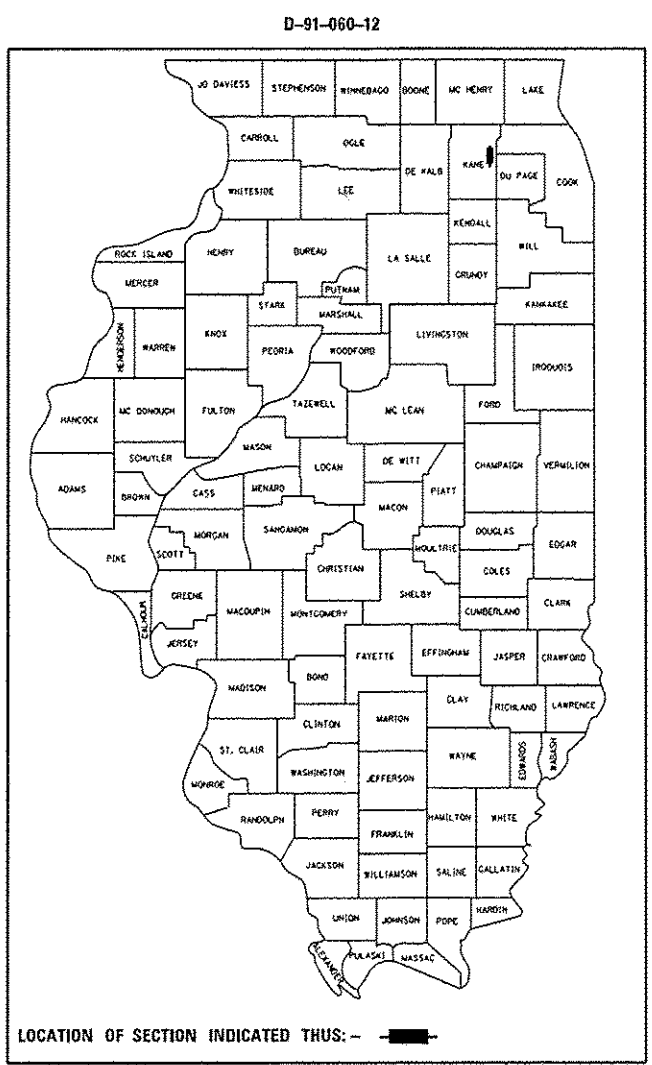 D-91-060-12
JO DAVIESS STEPHENSON WINNEBAGO BOONE MC HENRY LAKE
CARROLL OGLE DE KALB KANE DU PAGE COOK
WHITESIDE LEE
KENDALL
ROCK ISLAND HENRY BUREAU LA SALLE WILL
MERCER PUTNAM GRUNDY
STARK MARSHALL KANKAKEE
HENDERSON WARREN KNOX PEORIA WOODFORD LIVINGSTON IROQUOIS
HANCOCK MC DONOUGH FULTON TAZEWELL MC LEAN FORD
SCHUYLER MASON LOGAN DE WITT CHAMPAIGN VERMILION
ADAMS BROWN CASS MENARD MACON PIATT
PIKE SCOTT MORGAN SANGAMON CHRISTIAN MOULTRIE DOUGLAS EDGAR
COLES
CALHOUN GREENE MACOUPIN MONTGOMERY SHELBY CUMBERLAND CLARK
JERSEY FAYETTE EFFINGHAM JASPER CRAWFORD
MADISON BOND
CLINTON MARION CLAY RICHLAND LAWRENCE
ST. CLAIR WASHINGTON JEFFERSON WAYNE EDWARDS WABASH
MONROE
RANDOLPH PERRY FRANKLIN HAMILTON WHITE
JACKSON WILLIAMSON SALINE GALLATIN
UNION JOHNSON POPE HARDIN
ALEXANDER PULASKI MASSAC
LOCATION OF SECTION INDICATED THUS: -